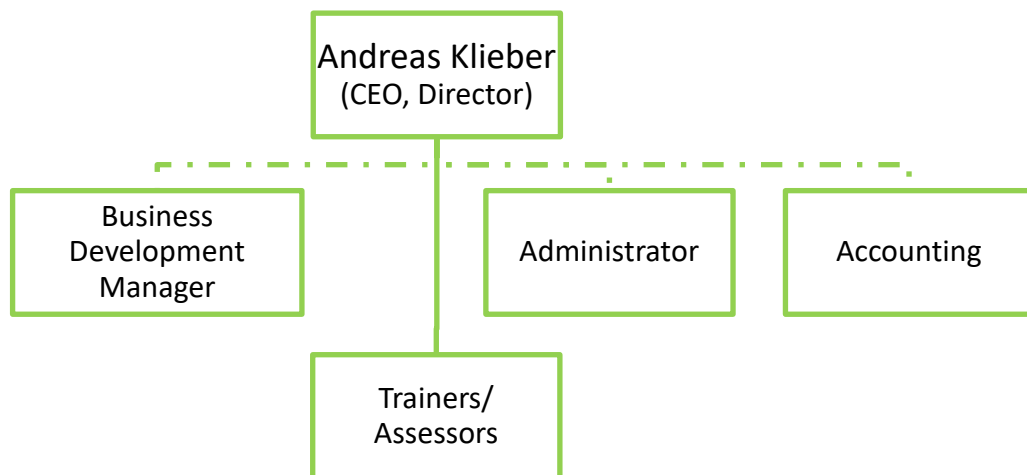 Andreas Klieber
(CEO, Director)
Business
Development
Manager
Administrator
Accounting
Trainers/
Assessors